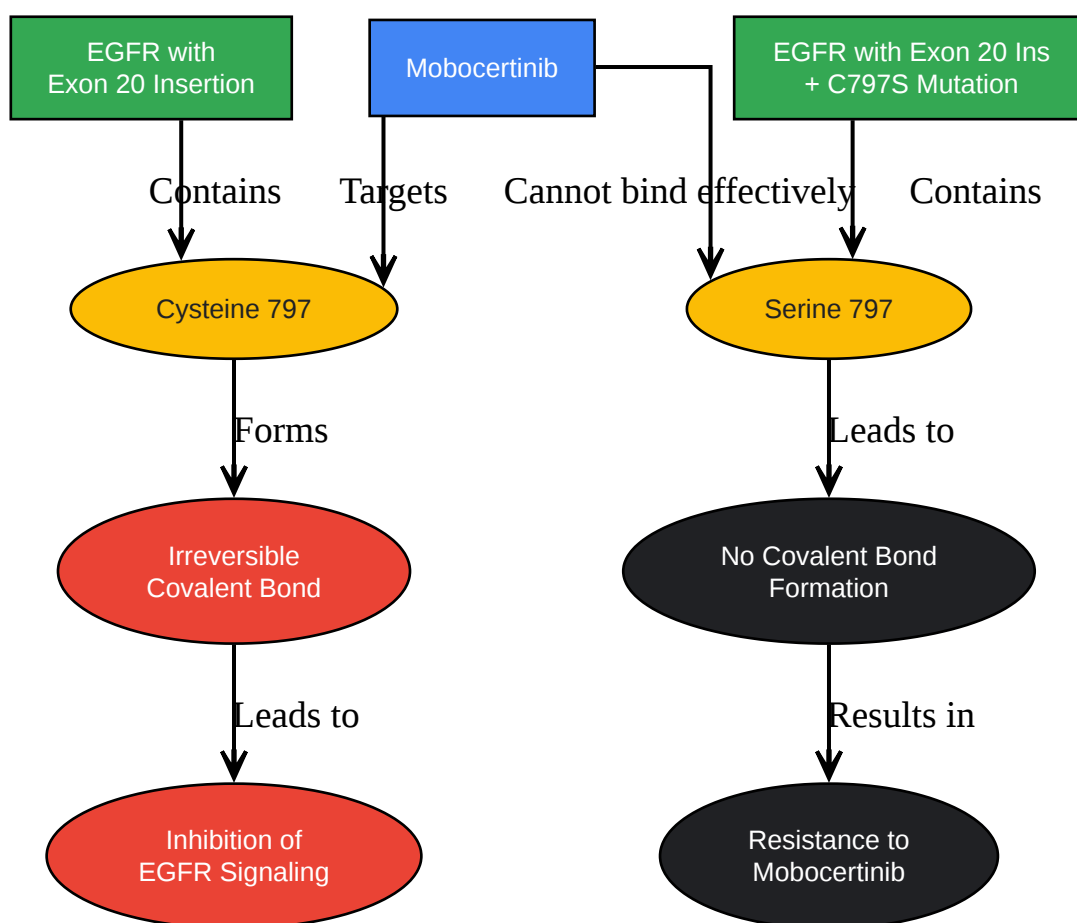 EGFR with
Exon 20 Insertion
Mobocertinib
EGFR with Exon 20 Ins
+ C797S Mutation
Contains
Targets
Cannot bind effectively
Contains
Cysteine 797
Serine 797
Forms
Leads to
Irreversible
Covalent Bond
No Covalent Bond
Formation
Leads to
Results in
Inhibition of
EGFR Signaling
Resistance to
Mobocertinib